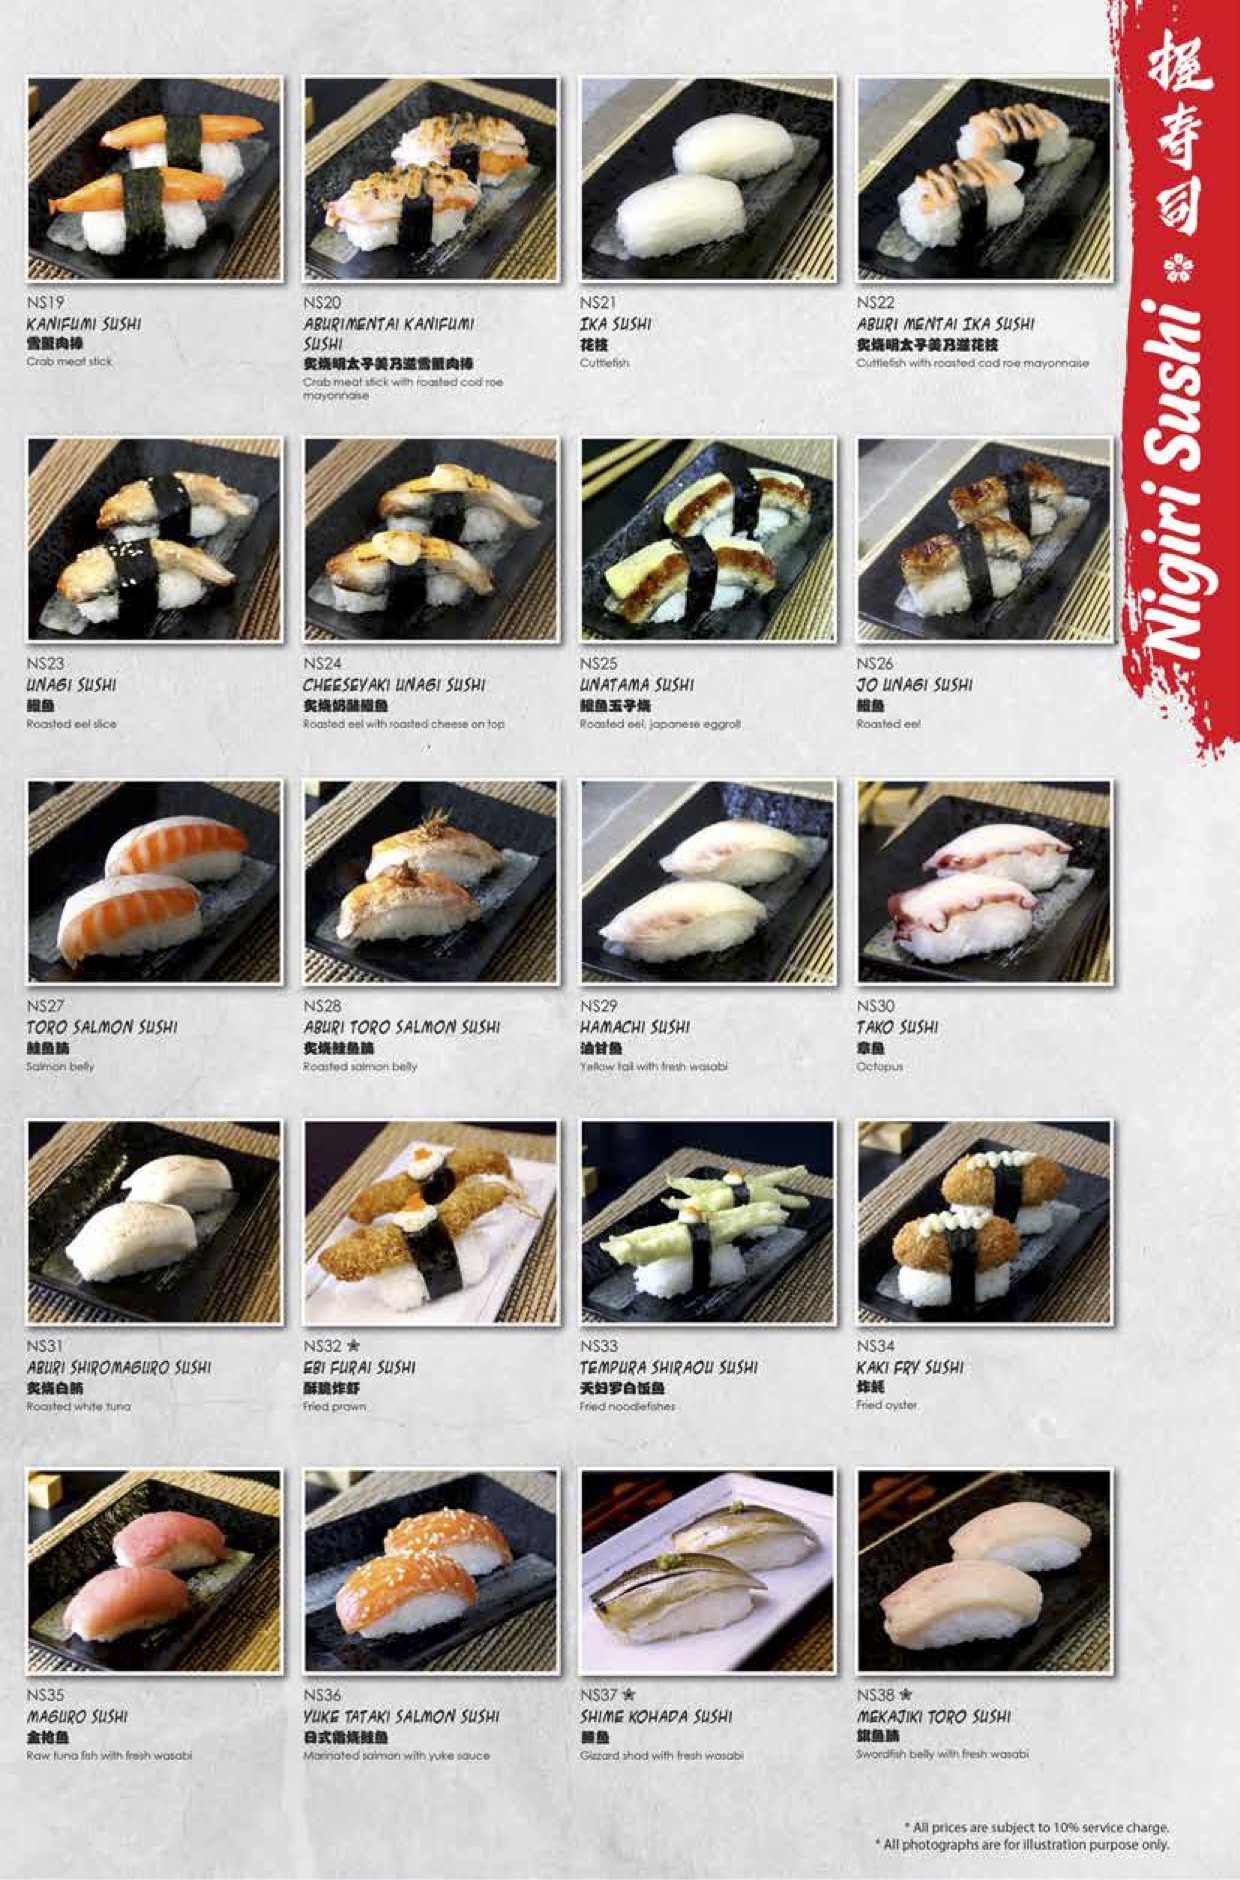 握寿司
Nigiri Sushi
NS19
KANIFUMI SUSHI
雪蟹肉棒
Crab meat stick
NS20
ABURIMENTAI KANIFUMI
SUSHI
炙烧明太子美乃滋雪蟹肉棒
Crab meat stick with roasted cod roe
mayonnaise
NS21
IKA SUSHI
花枝
Cuttlefish
NS22
ABURI MENTAI IKA SUSHI
炙烧明太子美乃滋花枝
Cuttlefish with roasted cod roe mayonnaise
NS23
UNAGI SUSHI
鳗鱼
Roasted eel slice
NS24
CHEESEYAKI UNAGI SUSHI
炙烧奶酪鳗鱼
Roasted eel with roasted cheese on top
NS25
UNATAMA SUSHI
鳗鱼玉子烧
Roasted eel, japanese eggroll
NS26
JO UNAGI SUSHI
鳗鱼
Roasted eel
NS27
TORO SALMON SUSHI
鲑鱼腩
Salmon belly
NS28
ABURI TORO SALMON SUSHI
炙烧鲑鱼腩
Roasted salmon belly
NS29
HAMACHI SUSHI
油甘鱼
Yellow tail with fresh wasabi
NS30
TAKO SUSHI
章鱼
Octopus
NS31
ABURI SHIROMAGURO SUSHI
炙烧白鲔
Roasted white tuna
NS32
EBI FURAI SUSHI
酥脆炸虾
Fried prawn
NS33
TEMPURA SHIRAOU SUSHI
天妇罗白饭鱼
Fried noodlefishes
NS34
KAKI FRY SUSHI
炸蚝
Fried oyster
NS35
MAGURO SUSHI
金枪鱼
Raw tuna fish with fresh wasabi
NS36
YUKE TATAKI SALMON SUSHI
日式霜烧鲑鱼
Marinated salmon with yuke sauce
NS37
SHIME KOHADA SUSHI
Gizzard shad with fresh wasabi
NS38
MEKAJIKI TORO SUSHI
旗鱼腩
Swordfish belly with fresh wasabi
* All prices are subject to 10% service charge.
* All photographs are for illustration purpose only.